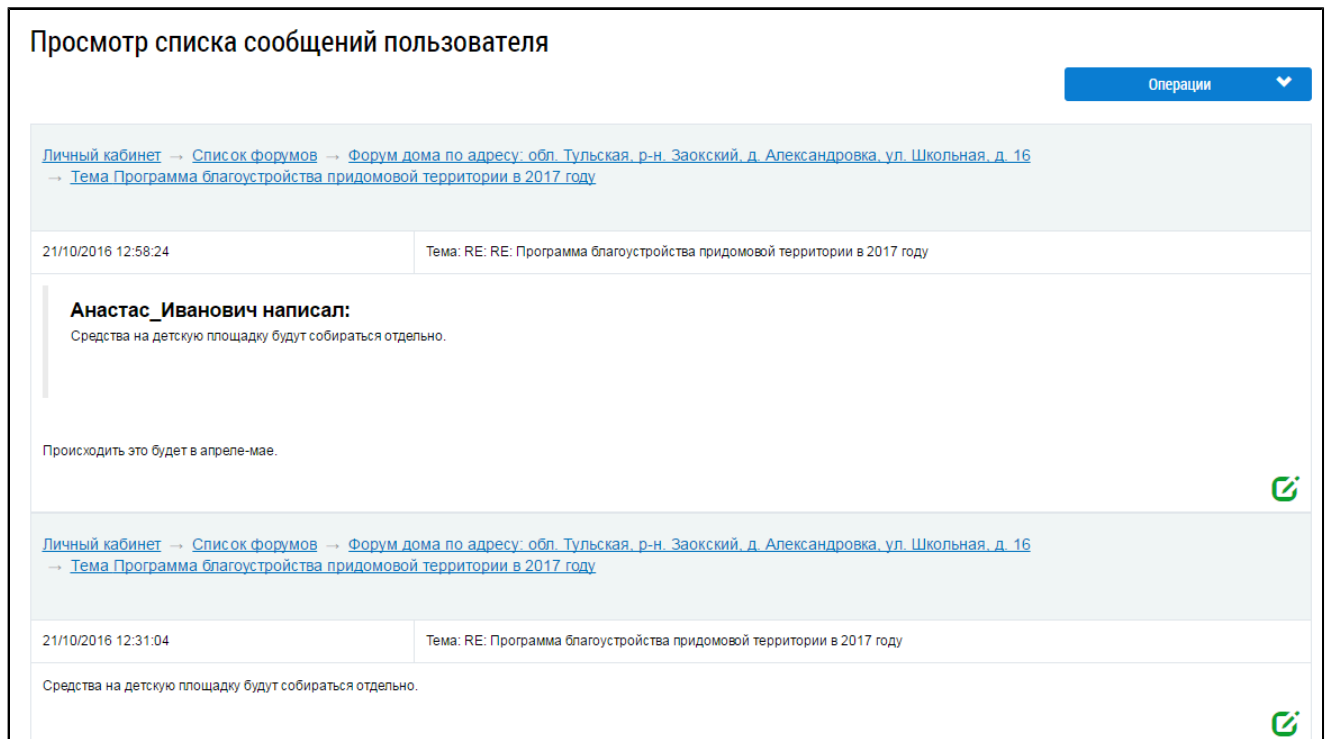 Просмотр списка сообщений пользователя
Операции
Личный кабинет → Список форумов → Форум дома по адресу: обл. Тульская, р-н. Заокский, д. Александровка, ул. Школьная, д. 16
→ Тема Программа благоустройства придомовой территории в 2017 году
21/10/2016 12:58:24
Тема: RE: RE: Программа благоустройства придомовой территории в 2017 году
Анастас_Иванович написал:
Средства на детскую площадку будут собираться отдельно.
Происходить это будет в апреле-мае.
Личный кабинет → Список форумов → Форум дома по адресу: обл. Тульская, р-н. Заокский, д. Александровка, ул. Школьная, д. 16
→ Тема Программа благоустройства придомовой территории в 2017 году
21/10/2016 12:31:04
Тема: RE: Программа благоустройства придомовой территории в 2017 году
Средства на детскую площадку будут собираться отдельно.